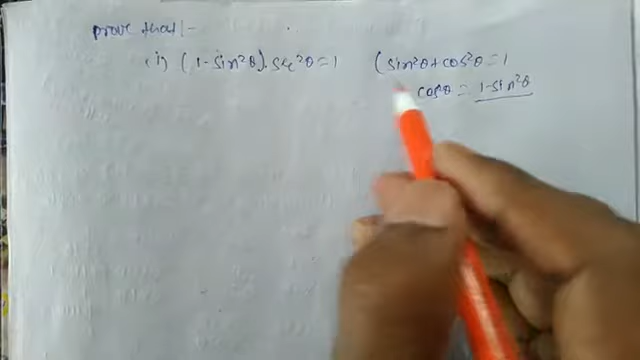 prove that :-
(i) (1-sin²θ).sec²θ=1 (sin²θ+cos²θ=1
cos²θ = 1-sin²θ